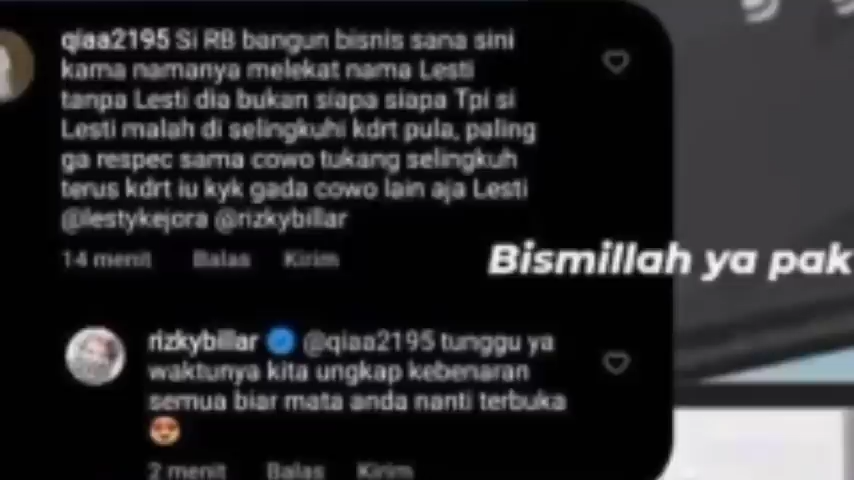 qiaa2195 Si RB bangun bisnis sana sini
karna namanya melekat nama Lesti
tanpa Lesti dia bukan siapa siapa Tpi si
Lesti malah di selingkuhi kdrt pula, paling
ga respec sama cowo tukang selingkuh
terus kdrt iu kyk gada cowo lain aja Lesti
@lestykejora @rizkybillar
14 menit Balas Kirim
Bismillah ya pak
rizkybillar @qiaa2195 tunggu ya
waktunya kita ungkap kebenaran
semua biar mata anda nanti terbuka
😍
2 menit Balas Kirim